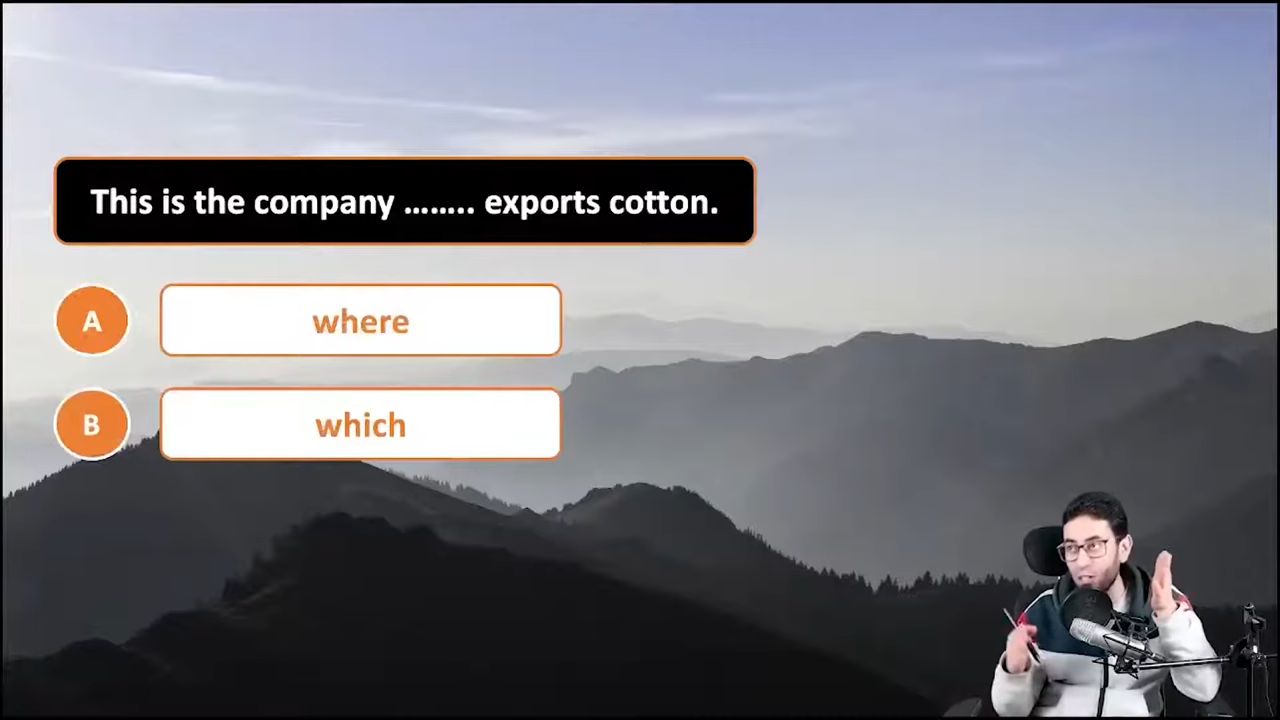 This is the company …….. exports cotton.
A
where
B
which